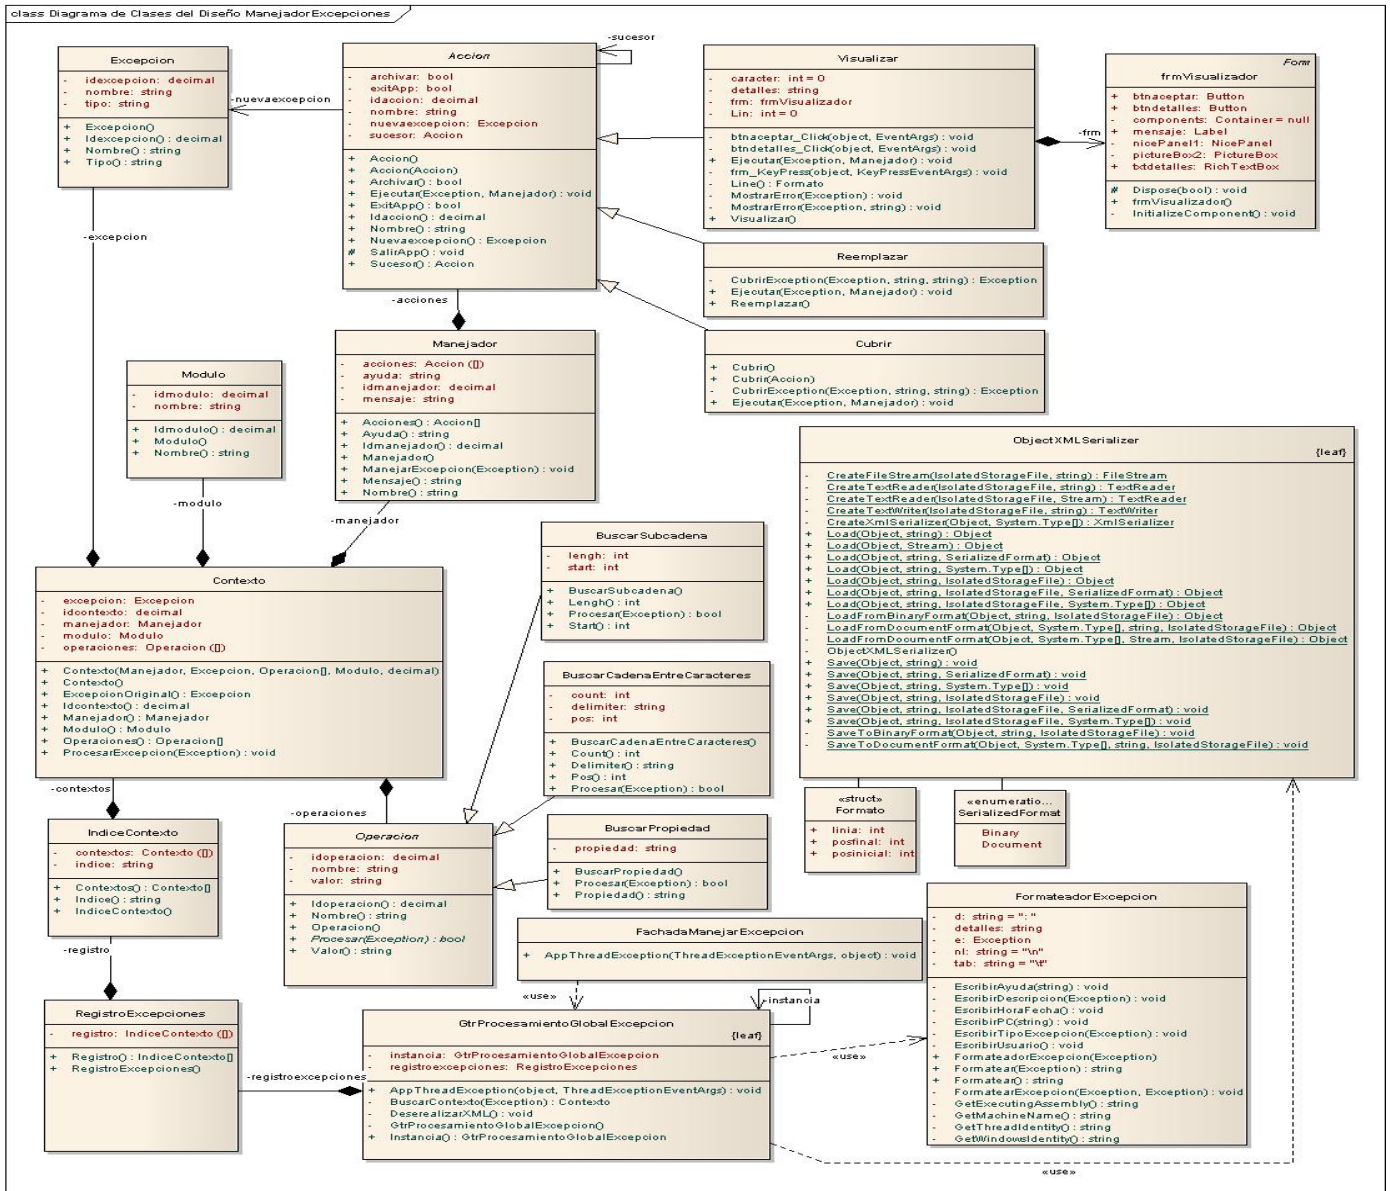 class Diagrama de Clases del Diseño ManejadorExcepciones
Excepcion
- idexcepcion: decimal
- nombre: string
- tipo: string
+ Excepcion()
+ Idexcepcion() : decimal
+ Nombre() : string
+ Tipo() : string
-nuevaexcepcion
-excepcion
Accion
- archivar: bool
- exitApp: bool
- idaccion: decimal
- nombre: string
- nuevaexcepcion: Excepcion
- sucesor: Accion
+ Accion()
+ Accion(Accion)
+ Archivar() : bool
+ Ejecutar(Exception, Manejador) : void
+ ExitApp() : bool
+ Idaccion() : decimal
+ Nombre() : string
+ Nuevaexcepcion() : Excepcion
# SalirApp() : void
+ Sucesor() : Accion
-sucesor
-acciones
Visualizar
- caracter: int = 0
- detalles: string
- frm: frmVisualizador
- Lin: int = 0
- btnaceptar_Click(object, EventArgs) : void
- btndetalles_Click(object, EventArgs) : void
+ Ejecutar(Exception, Manejador) : void
- frm_KeyPress(object, KeyPressEventArgs) : void
- Line() : Formato
- MostrarError(Exception) : void
- MostrarError(Exception, string) : void
+ Visualizar()
-frm
Form
frmVisualizador
+ btnaceptar: Button
+ btndetalles: Button
- components: Container = null
+ mensaje: Label
- nicePanel1: NicePanel
- pictureBox2: PictureBox
+ txtdetalles: RichTextBox
# Dispose(bool) : void
+ frmVisualizador()
- InitializeComponent() : void
Reemplazar
- CubrirException(Exception, string, string) : Exception
+ Ejecutar(Exception, Manejador) : void
+ Reemplazar()
Cubrir
+ Cubrir()
+ Cubrir(Accion)
- CubrirException(Exception, string, string) : Exception
+ Ejecutar(Exception, Manejador) : void
Manejador
- acciones: Accion ([])
- ayuda: string
- idmanejador: decimal
- mensaje: string
+ Acciones() : Accion[]
+ Ayuda() : string
+ Idmanejador() : decimal
+ Manejador()
+ ManejarExcepcion(Exception) : void
+ Mensaje() : string
+ Nombre() : string
-manejador
Modulo
- idmodulo: decimal
- nombre: string
+ Idmodulo() : decimal
+ Modulo()
+ Nombre() : string
-modulo
Contexto
- excepcion: Excepcion
- idcontexto: decimal
- manejador: Manejador
- modulo: Modulo
- operaciones: Operacion ([])
+ Contexto(Manejador, Excepcion, Operacion[], Modulo, decimal)
+ Contexto()
+ ExcepcionOriginal() : Excepcion
+ Idcontexto() : decimal
+ Manejador() : Manejador
+ Modulo() : Modulo
+ Operaciones() : Operacion[]
+ ProcesarExcepcion(Exception) : void
-contextos
-operaciones
BuscarSubcadena
- lengh: int
- start: int
+ BuscarSubcadena()
+ Lengh() : int
+ Procesar(Exception) : bool
+ Start() : int
BuscarCadenaEntreCaracteres
- count: int
- delimiter: string
- pos: int
+ BuscarCadenaEntreCaracteres()
+ Count() : int
+ Delimiter() : string
+ Pos() : int
+ Procesar(Exception) : bool
BuscarPropiedad
- propiedad: string
+ BuscarPropiedad()
+ Procesar(Exception) : bool
+ Propiedad() : string
Operacion
- idoperacion: decimal
- nombre: string
- valor: string
+ Idoperacion() : decimal
+ Nombre() : string
+ Operacion()
+ Procesar(Exception) : bool
+ Valor() : string
ObjectXMLSerializer
{leaf}
- CreateFileStream(IsolatedStorageFile, string) : FileStream
- CreateTextReader(IsolatedStorageFile, string) : TextReader
- CreateTextReader(IsolatedStorageFile, Stream) : TextReader
- CreateTextWriter(IsolatedStorageFile, string) : TextWriter
- CreateXmlSerializer(Object, System.Type[]) : XmlSerializer
+ Load(Object, string) : Object
+ Load(Object, Stream) : Object
+ Load(Object, string, SerializedFormat) : Object
+ Load(Object, string, System.Type[]) : Object
+ Load(Object, string, IsolatedStorageFile) : Object
+ Load(Object, string, IsolatedStorageFile, SerializedFormat) : Object
+ Load(Object, string, IsolatedStorageFile, System.Type[]) : Object
- LoadFromBinaryFormat(Object, string, IsolatedStorageFile) : Object
- LoadFromDocumentFormat(Object, System.Type[], string, IsolatedStorageFile) : Object
- LoadFromDocumentFormat(Object, System.Type[], Stream, IsolatedStorageFile) : Object
- ObjectXMLSerializer()
+ Save(Object, string) : void
+ Save(Object, string, SerializedFormat) : void
+ Save(Object, string, System.Type[]) : void
+ Save(Object, string, IsolatedStorageFile) : void
+ Save(Object, string, IsolatedStorageFile, SerializedFormat) : void
+ Save(Object, string, IsolatedStorageFile, System.Type[]) : void
- SaveToBinaryFormat(Object, string, IsolatedStorageFile) : void
- SaveToDocumentFormat(Object, System.Type[], string, IsolatedStorageFile) : void
«struct»
Formato
+ linia: int
+ posfinal: int
+ posinicial: int
«enumeratio...
SerializedFormat
Binary
Document
IndiceContexto
- contextos: Contexto ([])
- indice: string
+ Contextos() : Contexto[]
+ Indice() : string
+ IndiceContexto()
-registro
RegistroExcepciones
- registro: IndiceContexto ([])
+ Registro() : IndiceContexto[]
+ RegistroExcepciones()
-registroexcepciones
FachadaManejarExcepcion
+ AppThreadException(ThreadExceptionEventArgs, object) : void
«use»
-instancia
GtrProcesamientoGlobalExcepcion
{leaf}
- instancia: GtrProcesamientoGlobalExcepcion
- registroexcepciones: RegistroExcepciones
+ AppThreadException(object, ThreadExceptionEventArgs) : void
- BuscarContexto(Exception) : Contexto
- DeserealizarXML() : void
- GtrProcesamientoGlobalExcepcion()
+ Instancia() : GtrProcesamientoGlobalExcepcion
«use»
«use»
FormateadorExcepcion
- d: string = ": "
- detalles: string
- e: Exception
- nl: string = "\n"
- tab: string = "\t"
- EscribirAyuda(string) : void
- EscribirDescripcion(Exception) : void
- EscribirHoraFecha() : void
- EscribirPC(string) : void
- EscribirTipoExcepcion(Exception) : void
- EscribirUsuario() : void
+ FormateadorExcepcion(Exception)
+ Formatear(Exception) : string
+ Formatear() : string
- FormatearExcepcion(Exception, Exception) : void
- GetExecutingAssembly() : string
- GetMachineName() : string
- GetThreadIdentity() : string
- GetWindowsIdentity() : string